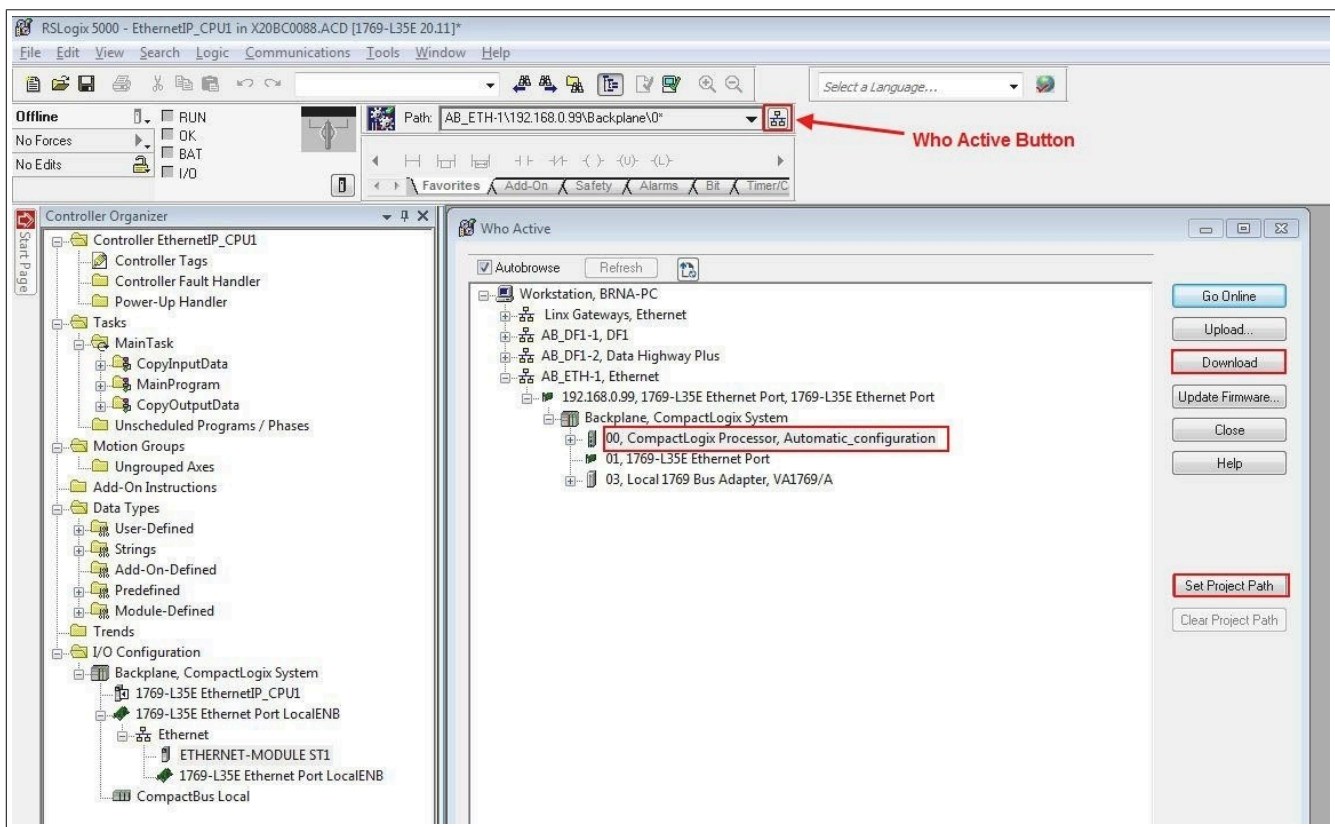 RSLogix 5000 - EthernetIP_CPU1 in X20BC0088.ACD [1769-L35E 20.11]*
File Edit View Search Logic Communications Tools Window Help
Select a Language...
Offline
RUN
No Forces
OK
No Edits
BAT
I/O
Path: AB_ETH-1\192.168.0.99\Backplane\0*
Who Active Button
Favorites Add-On Safety Alarms Bit Timer/C
Start Page
Controller Organizer
Controller EthernetIP_CPU1
Controller Tags
Controller Fault Handler
Power-Up Handler
Tasks
MainTask
CopyInputData
MainProgram
CopyOutputData
Unscheduled Programs / Phases
Motion Groups
Ungrouped Axes
Add-On Instructions
Data Types
User-Defined
Strings
Add-On-Defined
Predefined
Module-Defined
Trends
I/O Configuration
Backplane, CompactLogix System
1769-L35E EthernetIP_CPU1
1769-L35E Ethernet Port LocalENB
Ethernet
ETHERNET-MODULE ST1
1769-L35E Ethernet Port LocalENB
CompactBus Local
Who Active
Autobrowse Refresh
Workstation, BRNA-PC
Linx Gateways, Ethernet
AB_DF1-1, DF1
AB_DF1-2, Data Highway Plus
AB_ETH-1, Ethernet
192.168.0.99, 1769-L35E Ethernet Port, 1769-L35E Ethernet Port
Backplane, CompactLogix System
00, CompactLogix Processor, Automatic_configuration
01, 1769-L35E Ethernet Port
03, Local 1769 Bus Adapter, VA1769/A
Go Online
Upload...
Download
Update Firmware...
Close
Help
Set Project Path
Clear Project Path